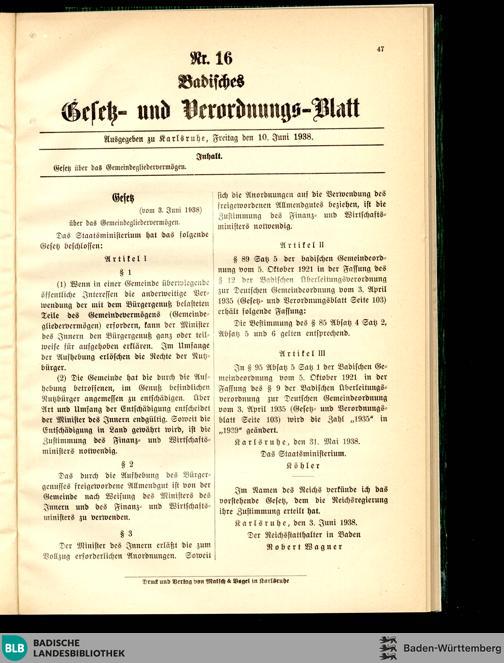 47
Nr. 16
Badisches
Gesetz- und Verordnungs-Blatt
Ausgegeben zu Karlsruhe, Freitag den 10. Juni 1938.
Inhalt.
Gesetz über das Gemeindegliedervermögen.
Gesetz
(vom 3. Juni 1938)
über das Gemeindegliedervermögen.
Das Staatsministerium hat das folgende
Gesetz beschlossen:
Artikel I
§ 1
(1) Wenn in einer Gemeinde überwiegende
öffentliche Interessen die anderweitige Ver-
wendung der mit dem Bürgergenuß belasteten
Teile des Gemeindevermögens (Gemeinde-
gliedervermögen) erfordern, kann der Minister
des Innern den Bürgergenuß ganz oder teil-
weise für aufgehoben erklären. Im Umfange
der Aufhebung erlöschen die Rechte der Nutz-
bürger.
(2) Die Gemeinde hat die durch die Auf-
hebung betroffenen, im Genuß befindlichen
Nutzbürger angemessen zu entschädigen. Über
Art und Umfang der Entschädigung entscheidet
der Minister des Innern endgültig. Soweit die
Entschädigung in Land gewährt wird, ist die
Zustimmung des Finanz- und Wirtschafts-
ministers notwendig.
§ 2
Das durch die Aufhebung des Bürger-
genusses freigewordene Allmendgut ist von der
Gemeinde nach Weisung des Ministers des
Innern und des Finanz- und Wirtschafts-
ministers zu verwenden.
§ 3
Der Minister des Innern erläßt die zum
Vollzug erforderlichen Anordnungen. Soweit
sich die Anordnungen auf die Verwendung des
freigewordenen Allmendgutes beziehen, ist die
Zustimmung des Finanz- und Wirtschafts-
ministers notwendig.
Artikel II
§ 89 Satz 5 der badischen Gemeindeord-
nung vom 5. Oktober 1921 in der Fassung des
§ 12 der Badischen Überleitungsverordnung
zur Deutschen Gemeindeordnung vom 3. April
1935 (Gesetz- und Verordnungsblatt Seite 103)
erhält folgende Fassung:
Die Bestimmung des § 85 Absatz 4 Satz 2,
Absatz 5 und 6 gelten entsprechend.
Artikel III
In § 95 Absatz 5 Satz 1 der Badischen Ge-
meindeordnung vom 5. Oktober 1921 in der
Fassung des § 9 der Badischen Überleitungs-
verordnung zur Deutschen Gemeindeordnung
vom 3. April 1935 (Gesetz- und Verordnungs-
blatt Seite 103) wird die Zahl „1935“ in
„1939“ geändert.
Karlsruhe, den 31. Mai 1938.
Das Staatsministerium.
Köhler
Im Namen des Reichs verkünde ich das
vorstehende Gesetz, dem die Reichsregierung
ihre Zustimmung erteilt hat.
Karlsruhe, den 3. Juni 1938.
Der Reichsstatthalter in Baden
Robert Wagner
Druck und Verlag von Malsch & Vogel in Karlsruhe
BLB BADISCHE
LANDESBIBLIOTHEK
Baden-Württemberg